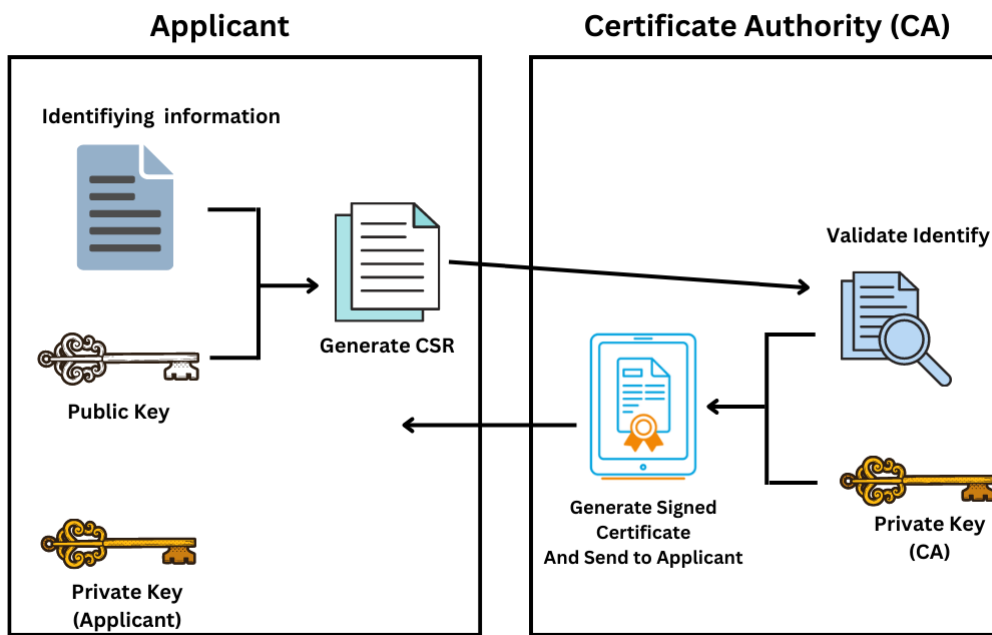 Applicant
Certificate Authority (CA)
Identifiying information
Validate Identify
Generate CSR
Public Key
Generate Signed
Certificate
And Send to Applicant
Private Key
(CA)
Private Key
(Applicant)